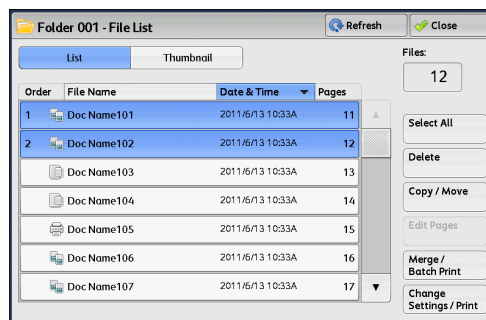 Folder 001 - File List
Refresh
Close
List
Thumbnail
Files:
12
Order File Name Date & Time Pages
1 Doc Name101 2011/6/13 10:33A 11
2 Doc Name102 2011/6/13 10:33A 12
Doc Name103 2011/6/13 10:33A 13
Doc Name104 2011/6/13 10:33A 14
Doc Name105 2011/6/13 10:33A 15
Doc Name106 2011/6/13 10:33A 16
Doc Name107 2011/6/13 10:33A 17
Select All
Delete
Copy / Move
Edit Pages
Merge /
Batch Print
Change
Settings / Print